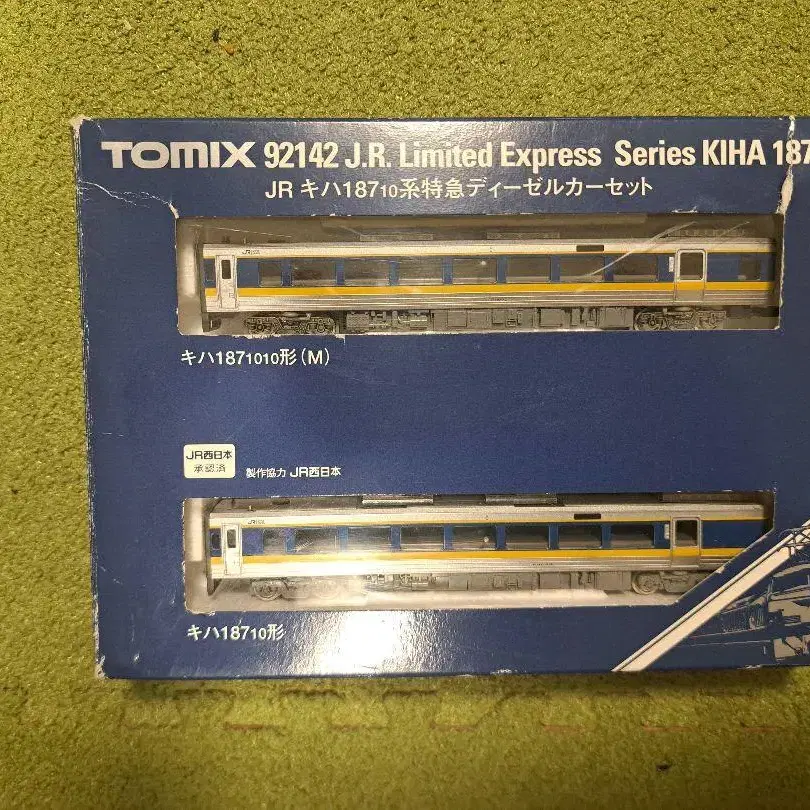 TOMIX 92142 J.R. Limited Express Series KIHA 187
JR キハ187 10系特急ディーゼルカーセット
キハ187 1010形(M)
JR西日本
承認済
製作協力 JR西日本
キハ187 10形